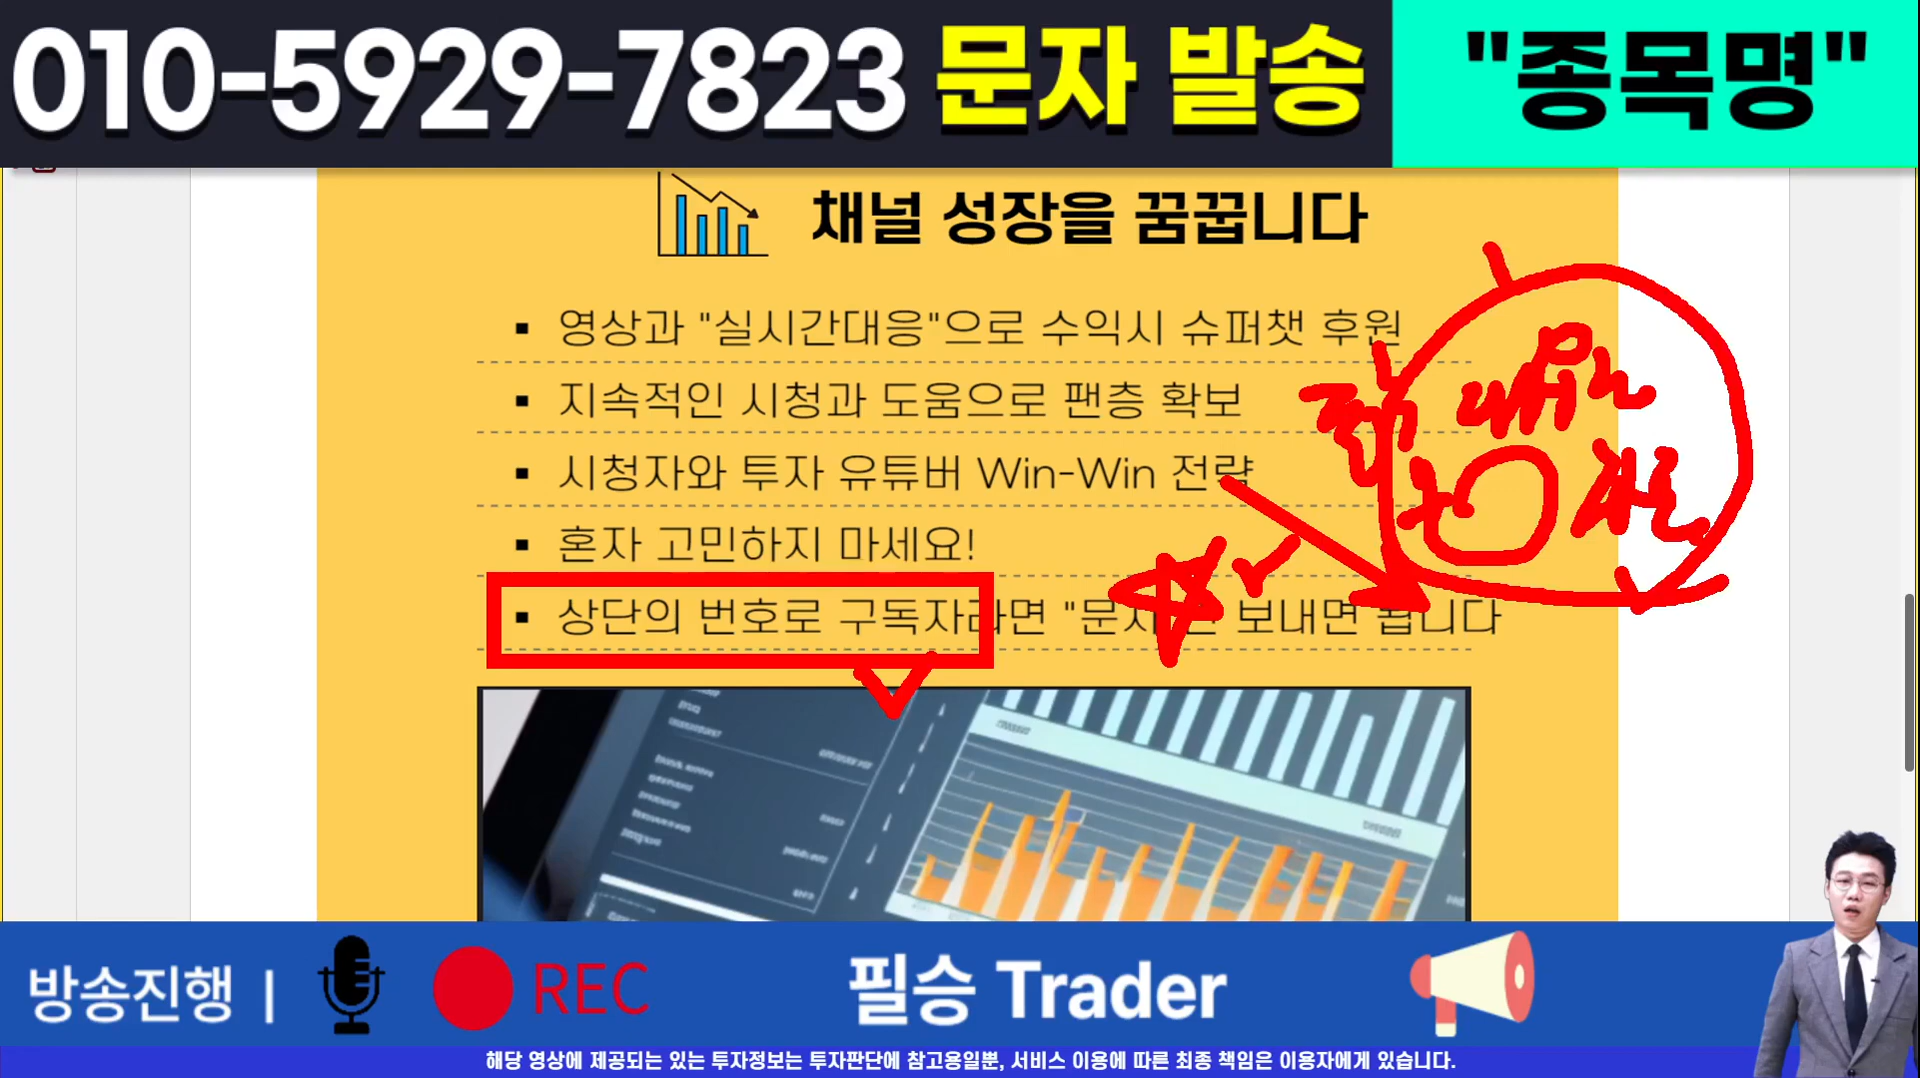 010-5929-7823 문자 발송 "종목명"
채널 성장을 꿈꿉니다
▪ 영상과 "실시간대응"으로 수익시 슈퍼챗 후원
▪ 지속적인 시청과 도움으로 팬층 확보
▪ 시청자와 투자 유튜버 Win-Win 전략
▪ 혼자 고민하지 마세요!
▪ 상단의 번호로 구독자라면 "문자 보내면 됩니다
방송진행 | REC 필승 Trader
해당 영상에 제공되는 있는 투자정보는 투자판단에 참고용일뿐, 서비스 이용에 따른 최종 책임은 이용자에게 있습니다.